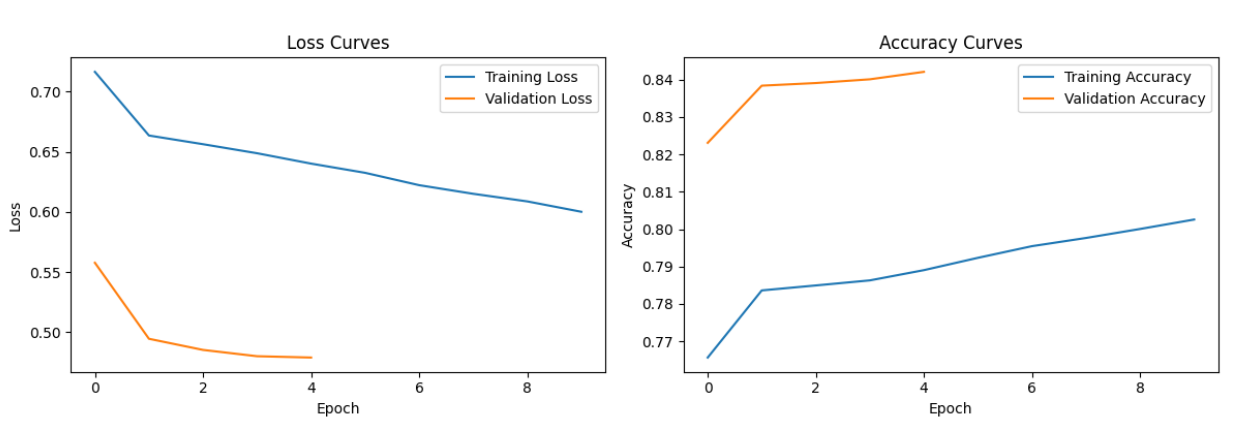 Loss Curves
Training Loss
Validation Loss
0.70
0.65
0.60
0.55
0.50
Loss
0 2 4 6 8
Epoch
Accuracy Curves
Training Accuracy
Validation Accuracy
0.84
0.83
0.82
0.81
0.80
0.79
0.78
0.77
Accuracy
0 2 4 6 8
Epoch